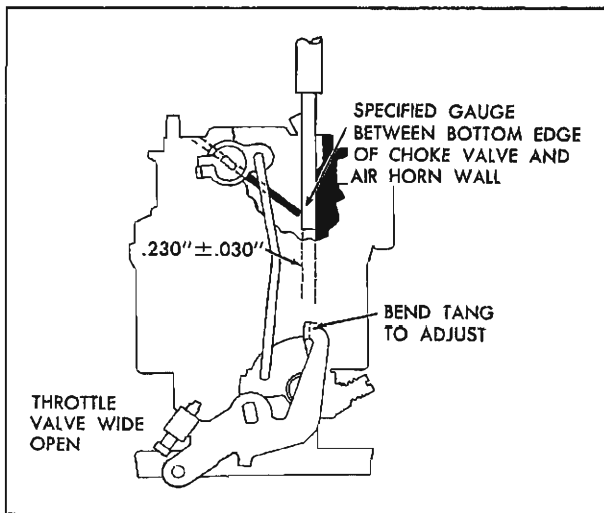 SPECIFIED GAUGE
BETWEEN BOTTOM EDGE
OF CHOKE VALVE AND
AIR HORN WALL
.230" ± .030"
BEND TANG
TO ADJUST
THROTTLE
VALVE WIDE
OPEN